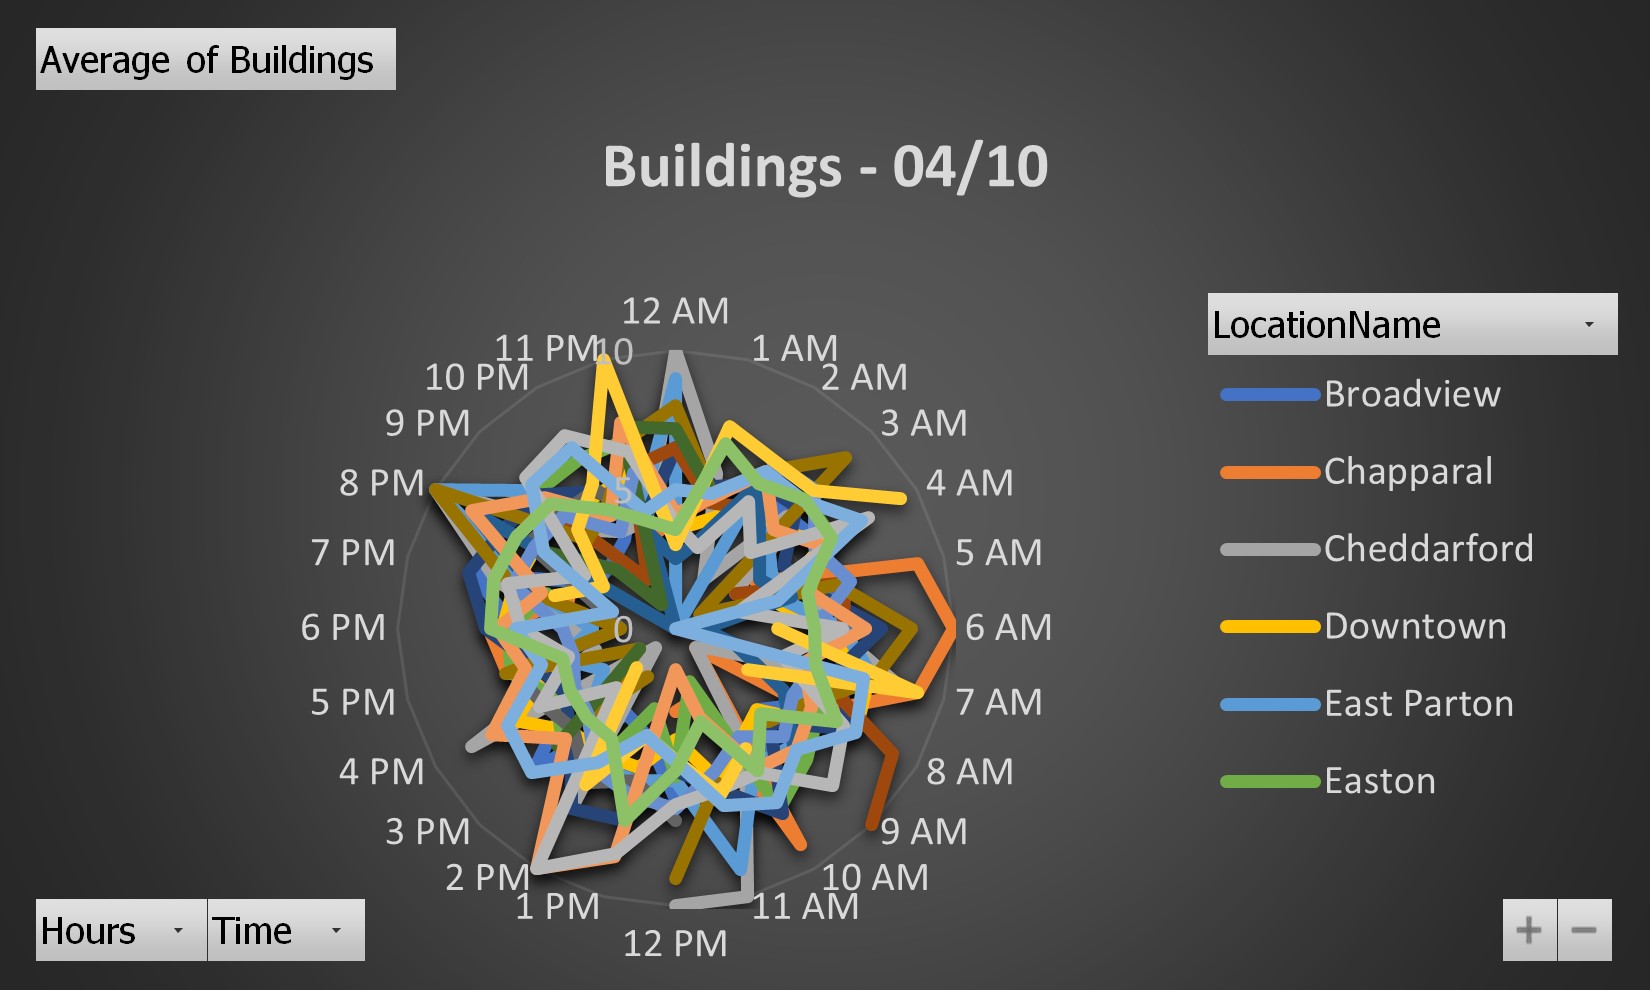 Average of Buildings
Buildings - 04/10
12 AM
1 AM
2 AM
3 AM
4 AM
5 AM
6 AM
7 AM
8 AM
9 AM
10 AM
11 AM
12 PM
1 PM
2 PM
3 PM
4 PM
5 PM
6 PM
7 PM
8 PM
9 PM
10 PM
11 PM
10
5
0
LocationName
Broadview
Chapparal
Cheddarford
Downtown
East Parton
Easton
Hours
Time
+
−